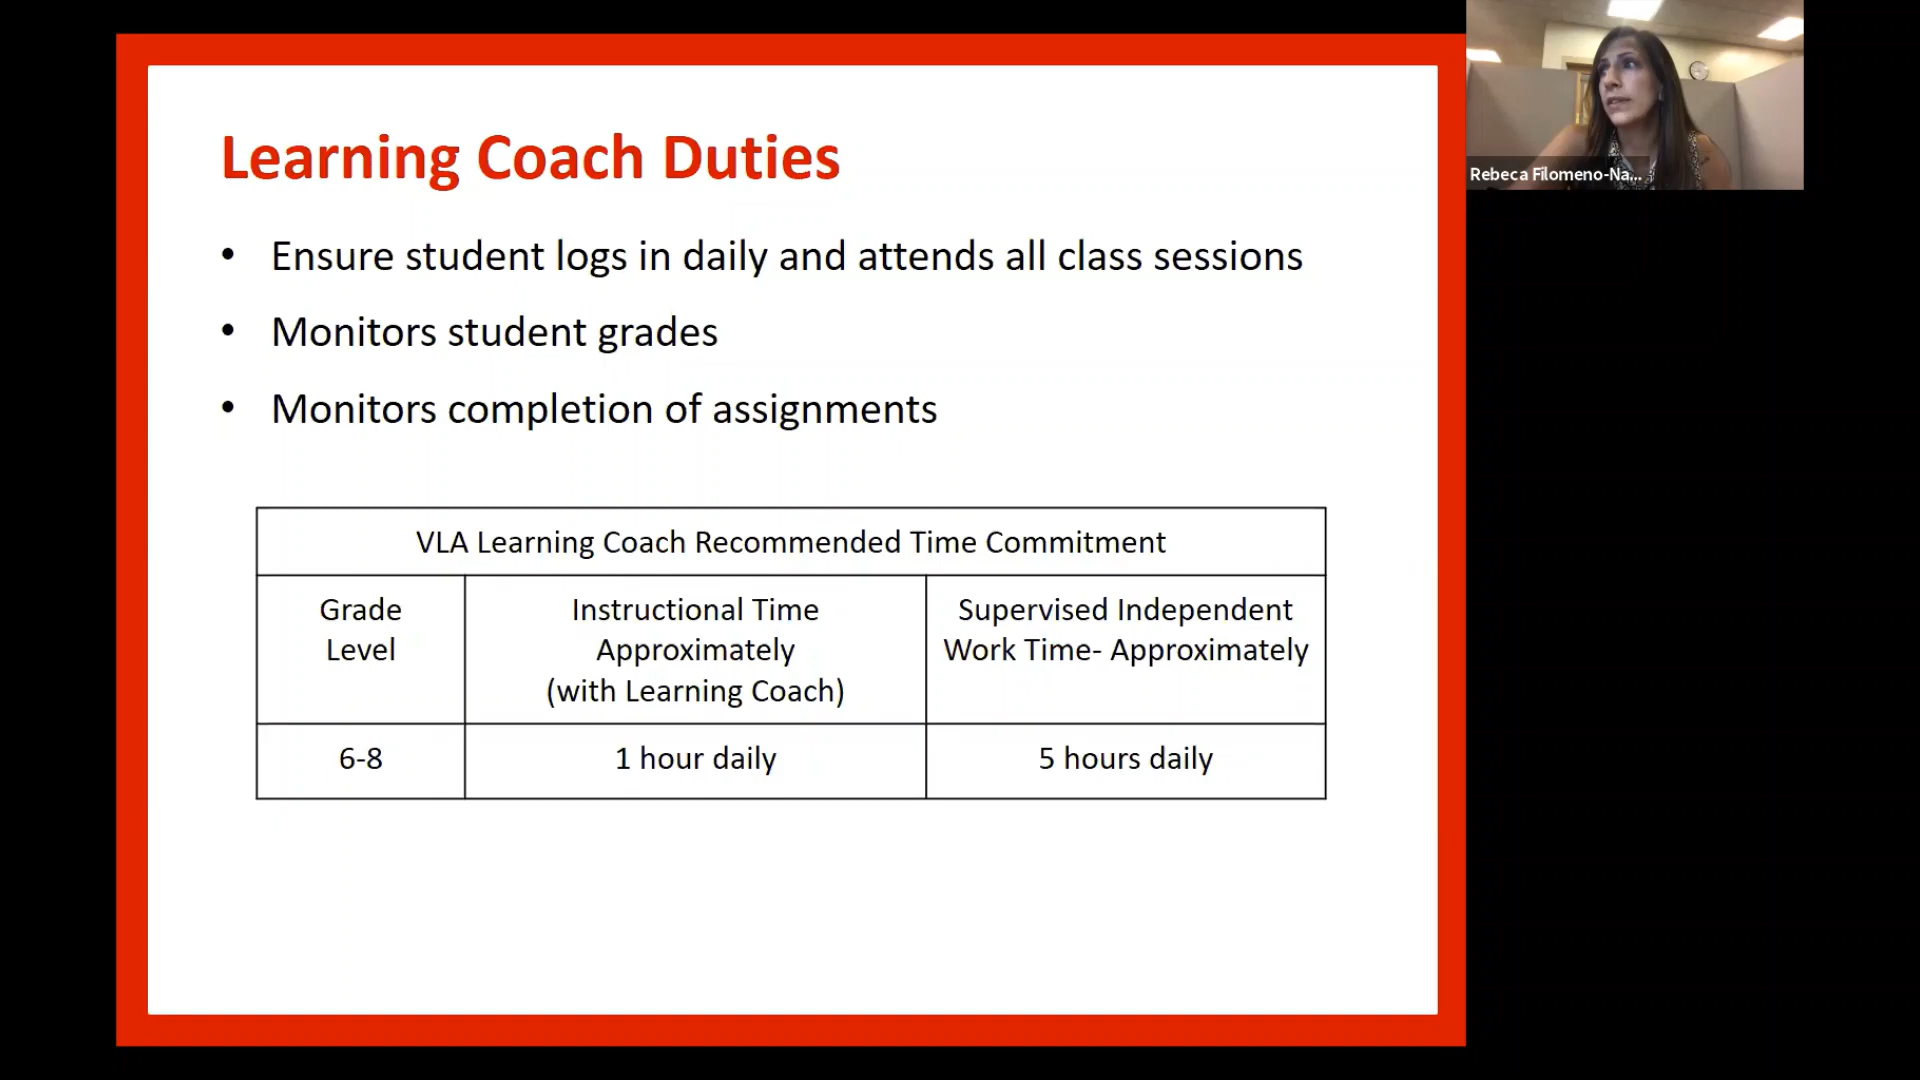 Learning Coach Duties
• Ensure student logs in daily and attends all class sessions
• Monitors student grades
• Monitors completion of assignments
VLA Learning Coach Recommended Time Commitment
Grade
Level
Instructional Time
Approximately
(with Learning Coach)
Supervised Independent
Work Time- Approximately
6-8
1 hour daily
5 hours daily
Rebeca Filomeno-Na...